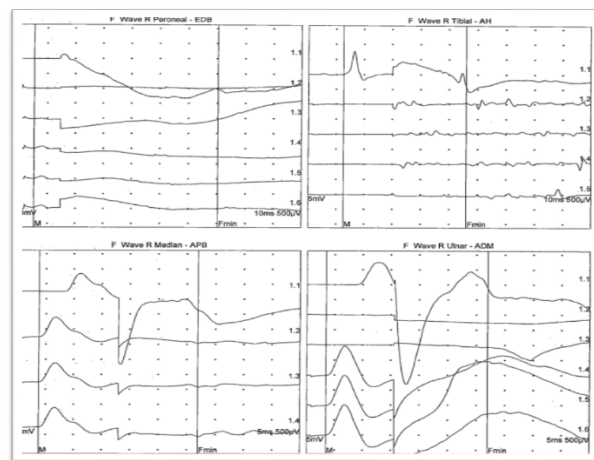 F Wave R Peroneal - EDB
1.1
1.2
1.3
1.4
1.5
1.6
mV
10ms 500µV
M
Fmin
F Wave R Tibial - AH
1.1
1.2
1.3
1.4
1.5
5mV
10ms 500µV
M
Fmin
F Wave R Median - APB
1.1
1.2
1.3
1.4
mV
5ms 500µV
M
Fmin
F Wave R Ulnar - ADM
1.1
1.2
1.3
1.4
1.5
1.6
5mV
5ms 500µV
M
Fmin